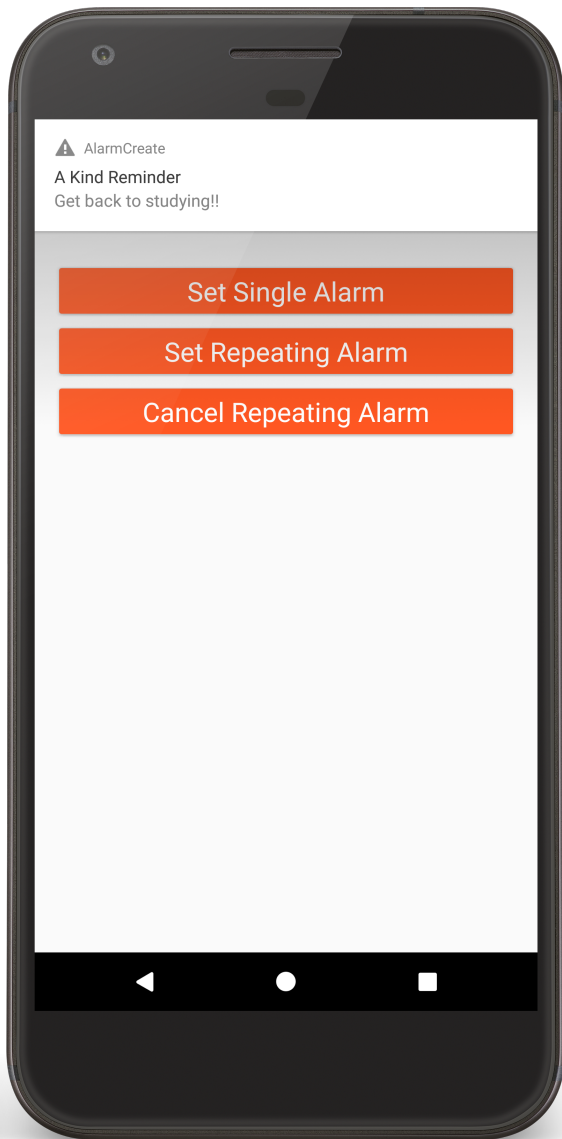 AlarmCreate
A Kind Reminder
Get back to studying!!
Set Single Alarm
Set Repeating Alarm
Cancel Repeating Alarm